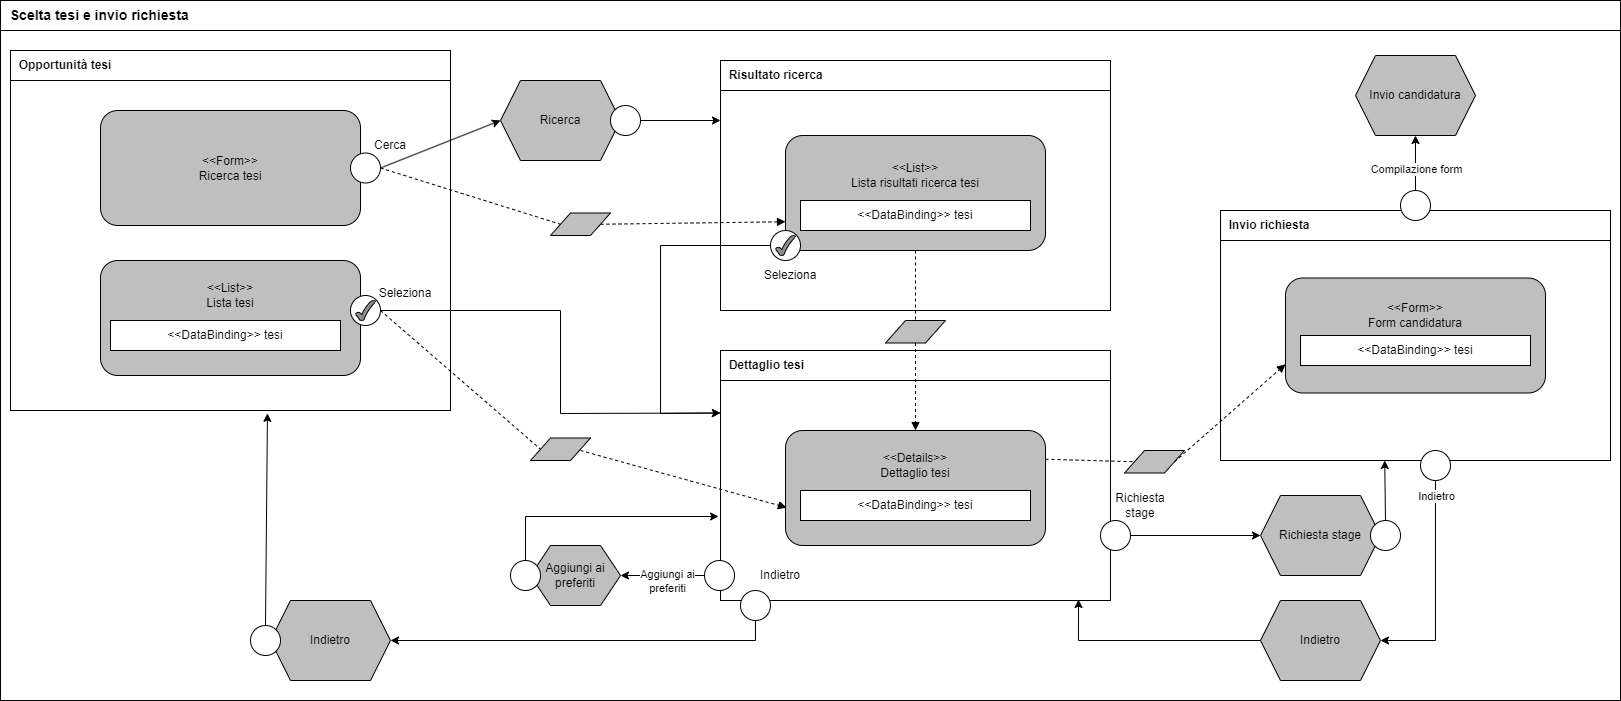 Scelta tesi e invio richiesta
Opportunità tesi
<<Form>>
Ricerca tesi
Cerca
<<List>>
Lista tesi
<<DataBinding>> tesi
Seleziona
Ricerca
Risultato ricerca
<<List>>
Lista risultati ricerca tesi
<<DataBinding>> tesi
Seleziona
Dettaglio tesi
<<Details>>
Dettaglio tesi
<<DataBinding>> tesi
Richiesta
stage
Aggiungi ai
preferiti
Aggiungi ai
preferiti
Indietro
Indietro
Invio candidatura
Compilazione form
Invio richiesta
<<Form>>
Form candidatura
<<DataBinding>> tesi
Indietro
Richiesta stage
Indietro